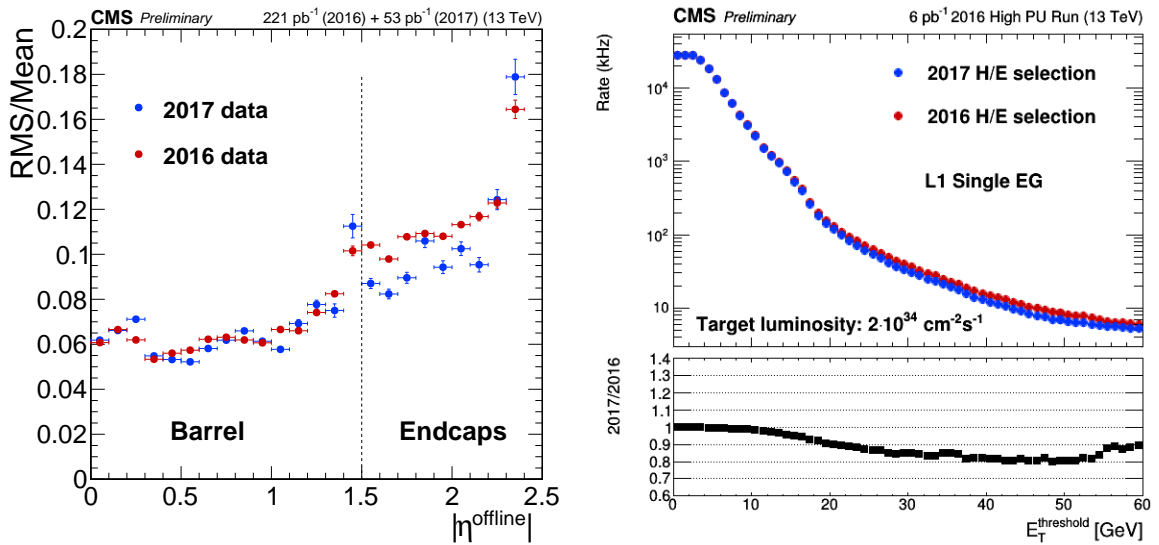 CMS Preliminary 221 pb⁻¹ (2016) + 53 pb⁻¹ (2017) (13 TeV)
RMS/Mean
0.2
0.18
0.16
0.14
0.12
0.1
0.08
0.06
0.04
0.02
0
2017 data
2016 data
Barrel
Endcaps
0 0.5 1 1.5 2 2.5
|η^offline|
CMS Preliminary 6 pb⁻¹ 2016 High PU Run (13 TeV)
Rate (kHz)
10⁴
10³
10²
10
2017 H/E selection
2016 H/E selection
L1 Single EG
Target luminosity: 2·10³⁴ cm⁻²s⁻¹
2017/2016
1.4
1.3
1.2
1.1
1
0.9
0.8
0.7
0.6
0 10 20 30 40 50 60
E_T^threshold [GeV]